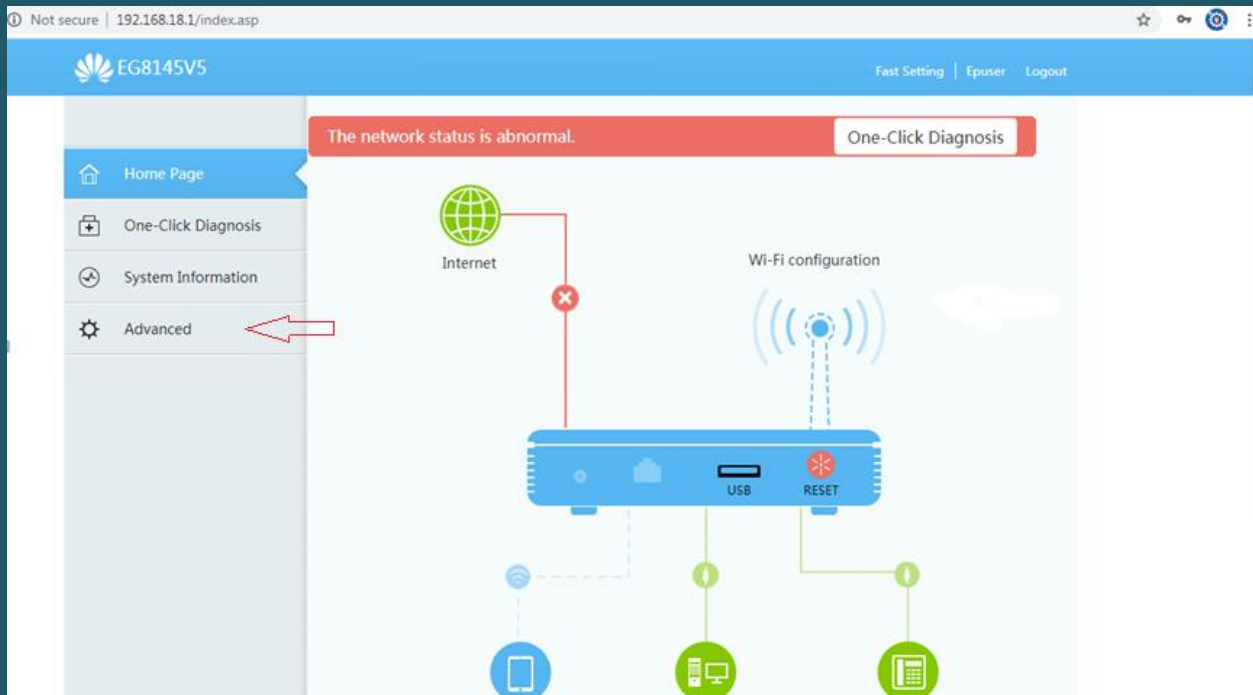 Not secure | 192.168.18.1/index.asp
EG8145V5
Fast Setting | Epuser Logout
The network status is abnormal.
One-Click Diagnosis
Home Page
One-Click Diagnosis
System Information
Advanced
Internet
Wi-Fi configuration
USB
RESET